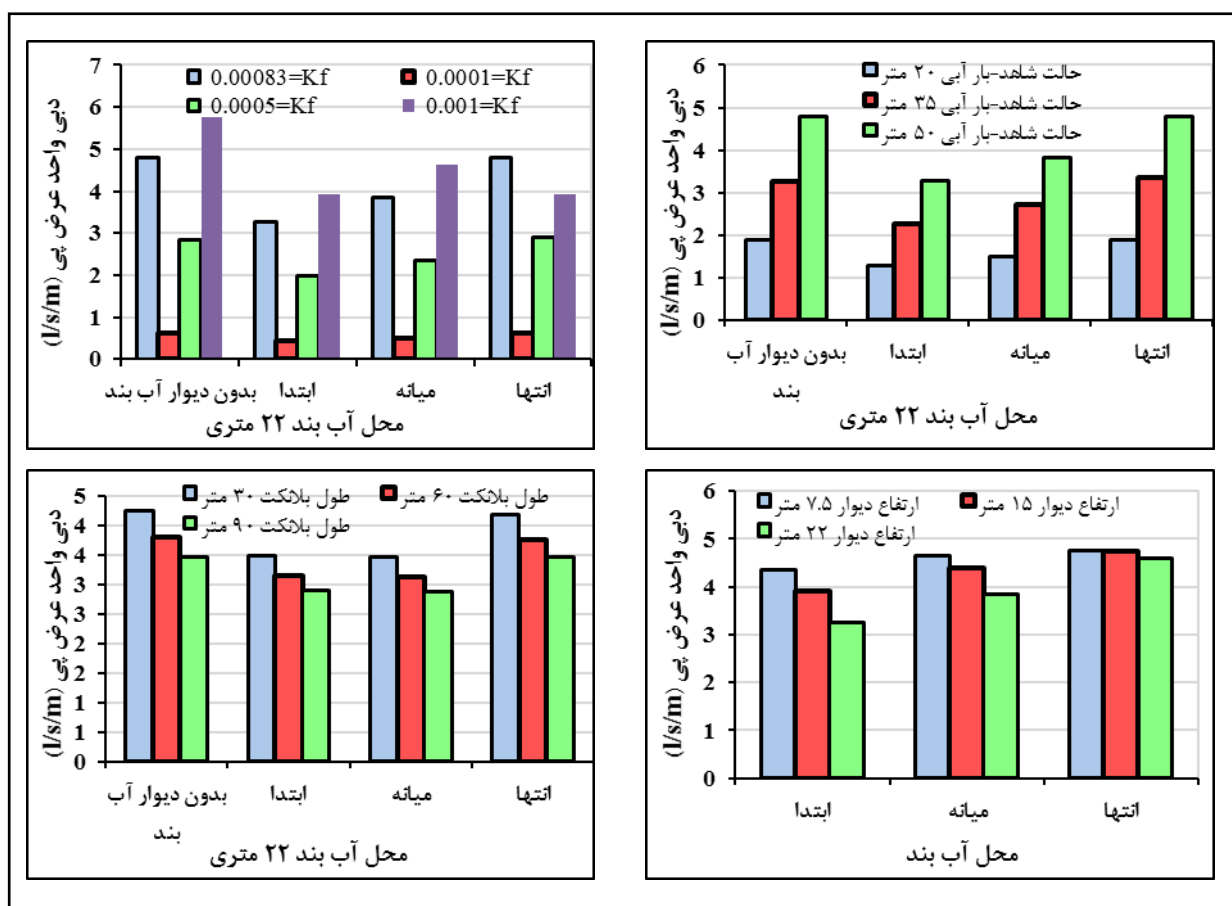 0.00083=Kf
0.0001=Kf
0.0005=Kf
0.001=Kf
دبی واحد عرض پی (l/s/m)
7
6
5
4
3
2
1
0
بدون دیوار آب بند
ابتدا
میانه
انتها
محل آب بند ۲۲ متری
حالت شاهد-بار آبی ۲۰ متر
حالت شاهد-بار آبی ۳۵ متر
حالت شاهد-بار آبی ۵۰ متر
دبی واحد عرض پی (l/s/m)
6
5
4
3
2
1
0
بدون دیوار آب
بند
ابتدا
میانه
انتها
محل آب بند ۲۲ متری
طول بلانکت ۳۰ متر
طول بلانکت ۶۰ متر
طول بلانکت ۹۰ متر
دبی واحد عرض پی (l/s/m)
5
4
4
3
3
2
2
1
1
0
بدون دیوار آب
بند
ابتدا
میانه
انتها
محل آب بند ۲۲ متری
ارتفاع دیوار ۷.۵ متر
ارتفاع دیوار ۱۵ متر
ارتفاع دیوار ۲۲ متر
دبی واحد عرض پی (l/s/m)
6
5
4
3
2
1
0
ابتدا
میانه
انتها
محل آب بند